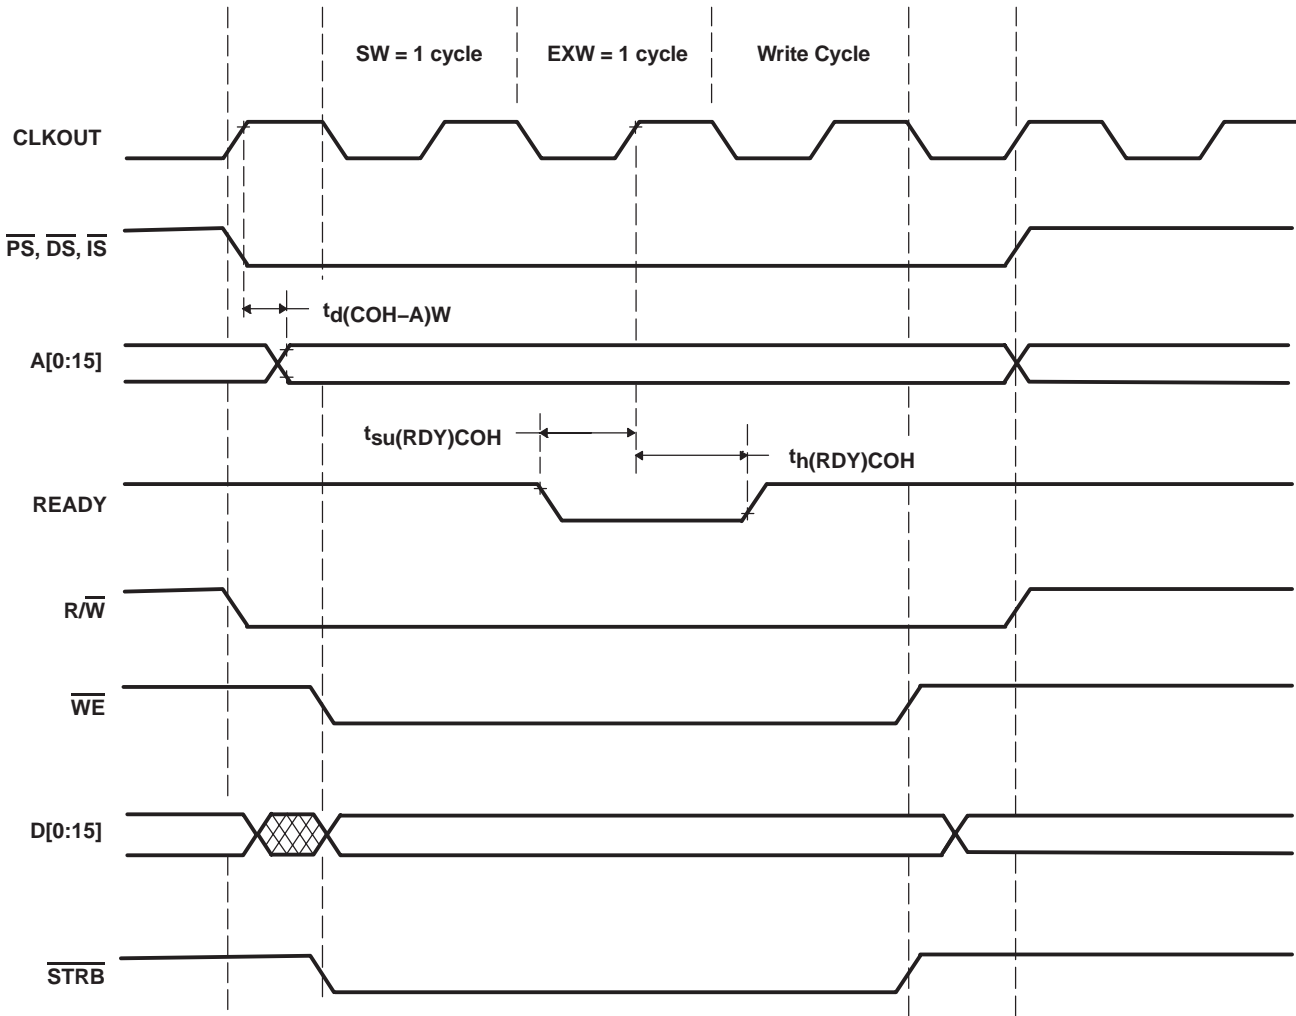 SW = 1 cycle EXW = 1 cycle Write Cycle
CLKOUT
PS, DS, IS
td(COH–A)W
A[0:15]
tsu(RDY)COH
th(RDY)COH
READY
R/W
WE
D[0:15]
STRB